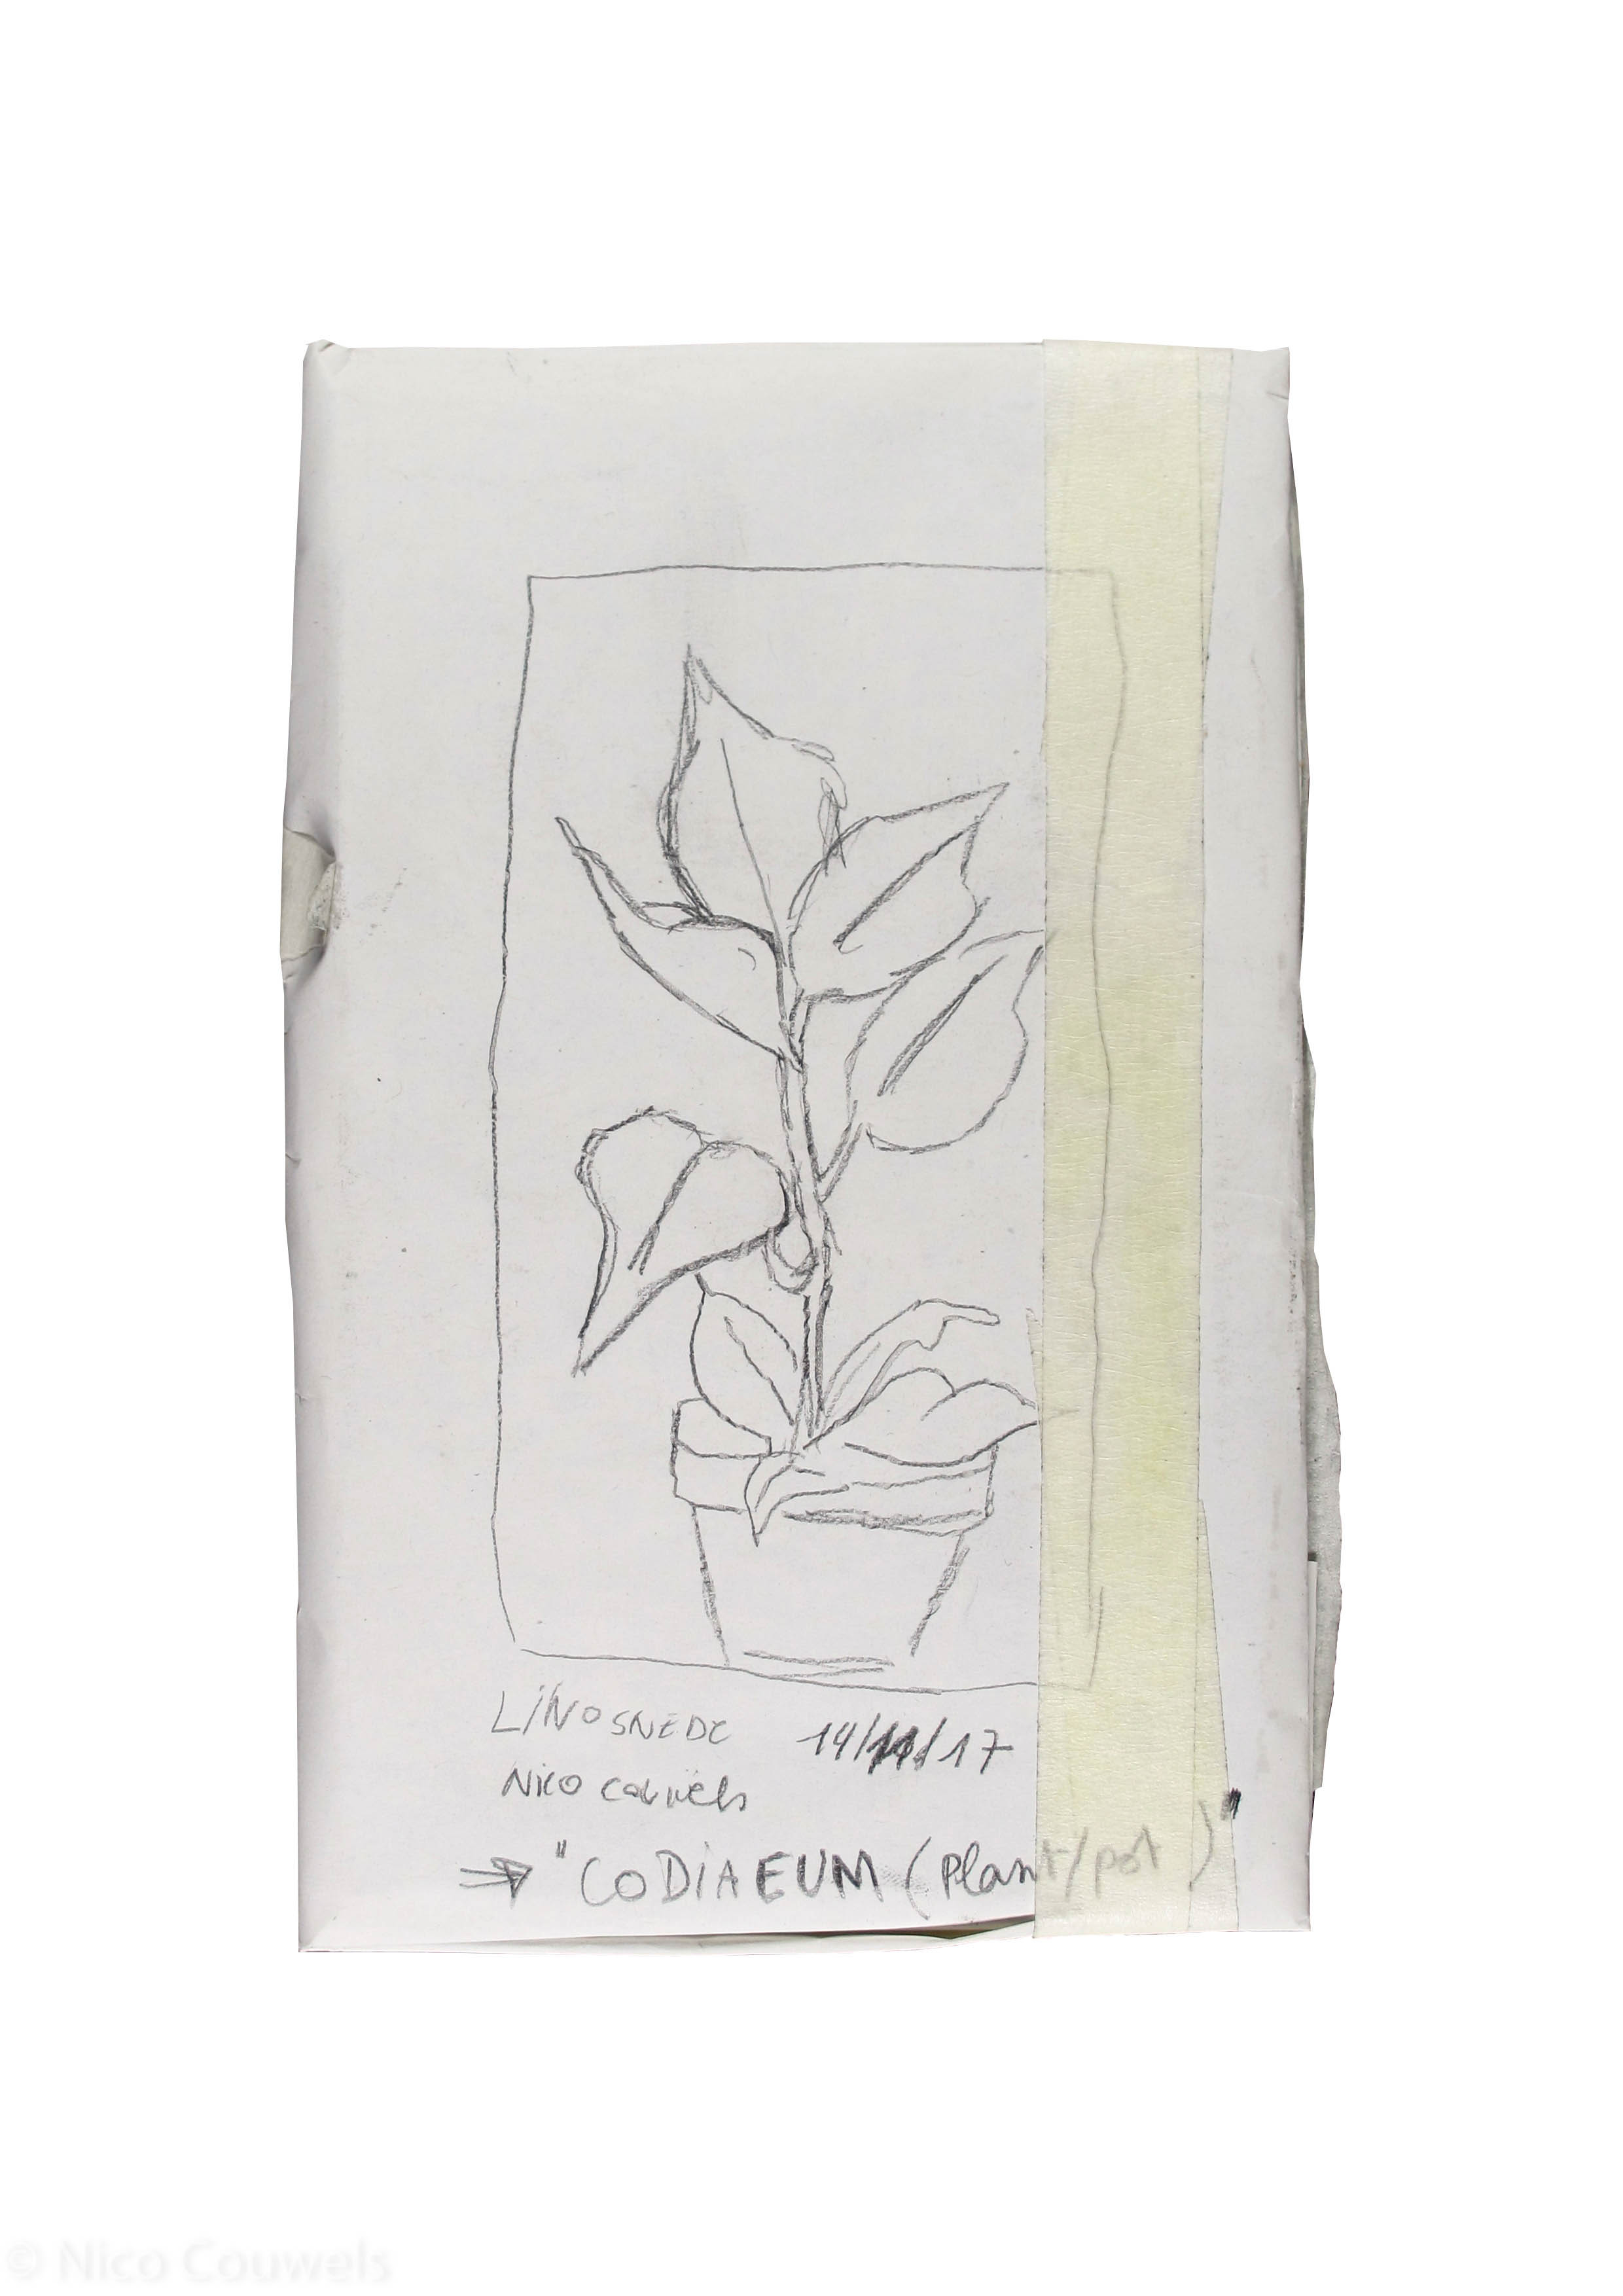 LiNOSNEDE 14/11/17
Nico Couwels
"CODiAEUM (Plant/pot)"
© Nico Couwels